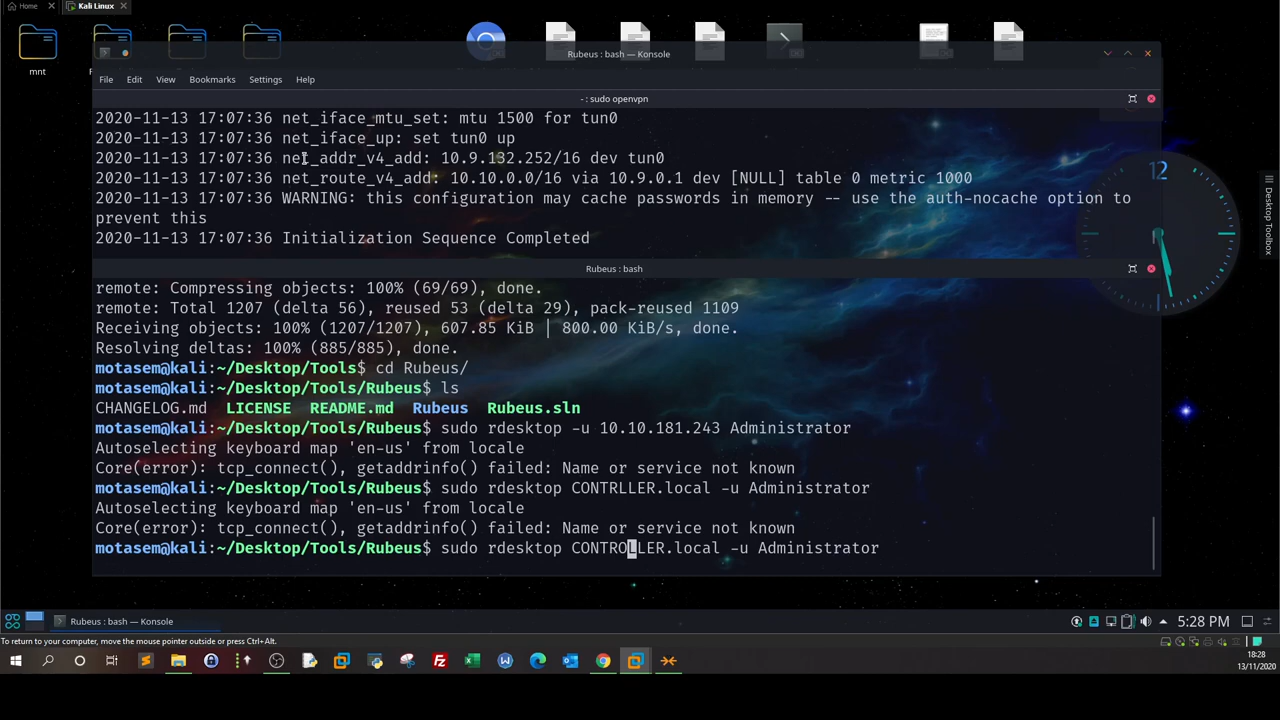 Home
Kali Linux
mnt
Rubeus : bash — Konsole
File Edit View Bookmarks Settings Help
~ : sudo openvpn
2020-11-13 17:07:36 net_iface_mtu_set: mtu 1500 for tun0
2020-11-13 17:07:36 net_iface_up: set tun0 up
2020-11-13 17:07:36 net_addr_v4_add: 10.9.132.252/16 dev tun0
2020-11-13 17:07:36 net_route_v4_add: 10.10.0.0/16 via 10.9.0.1 dev [NULL] table 0 metric 1000
2020-11-13 17:07:36 WARNING: this configuration may cache passwords in memory -- use the auth-nocache option to
prevent this
2020-11-13 17:07:36 Initialization Sequence Completed
12
Desktop Toolbox
Rubeus : bash
remote: Compressing objects: 100% (69/69), done.
remote: Total 1207 (delta 56), reused 53 (delta 29), pack-reused 1109
Receiving objects: 100% (1207/1207), 607.85 KiB | 800.00 KiB/s, done.
Resolving deltas: 100% (885/885), done.
motasem@kali:~/Desktop/Tools$ cd Rubeus/
motasem@kali:~/Desktop/Tools/Rubeus$ ls
CHANGELOG.md LICENSE README.md Rubeus Rubeus.sln
motasem@kali:~/Desktop/Tools/Rubeus$ sudo rdesktop -u 10.10.181.243 Administrator
Autoselecting keyboard map 'en-us' from locale
Core(error): tcp_connect(), getaddrinfo() failed: Name or service not known
motasem@kali:~/Desktop/Tools/Rubeus$ sudo rdesktop CONTRLLER.local -u Administrator
Autoselecting keyboard map 'en-us' from locale
Core(error): tcp_connect(), getaddrinfo() failed: Name or service not known
motasem@kali:~/Desktop/Tools/Rubeus$ sudo rdesktop CONTROLLER.local -u Administrator
Rubeus : bash — Konsole
5:28 PM
To return to your computer, move the mouse pointer outside or press Ctrl+Alt.
18:28
13/11/2020